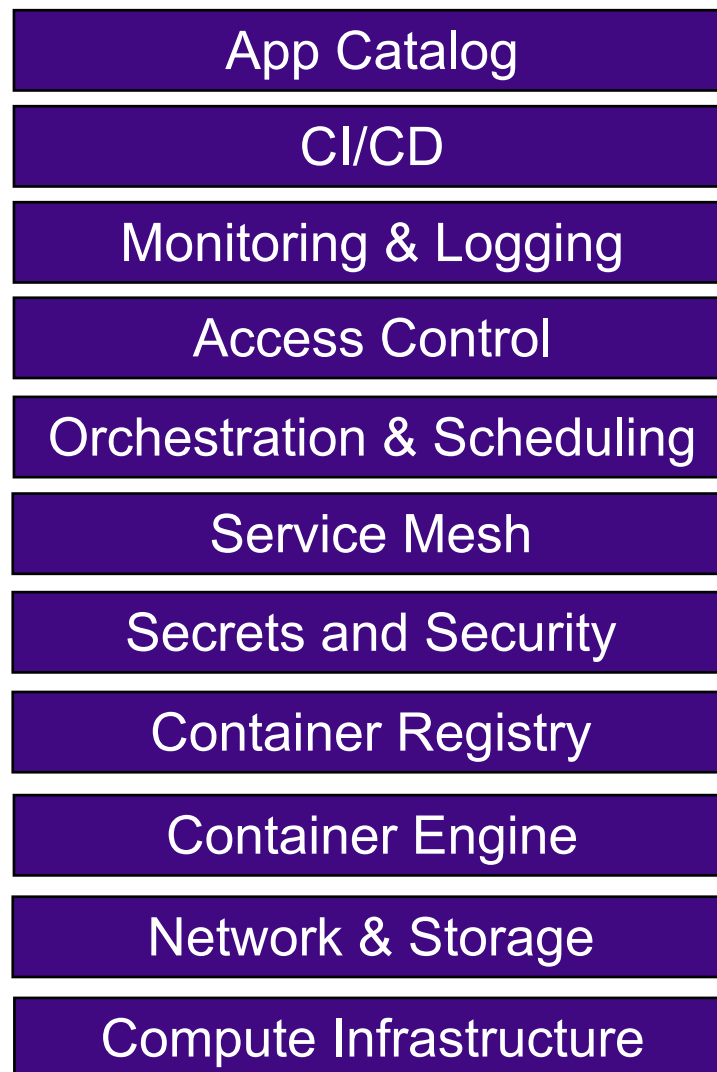 App Catalog
CI/CD
Monitoring & Logging
Access Control
Orchestration & Scheduling
Service Mesh
Secrets and Security
Container Registry
Container Engine
Network & Storage
Compute Infrastructure